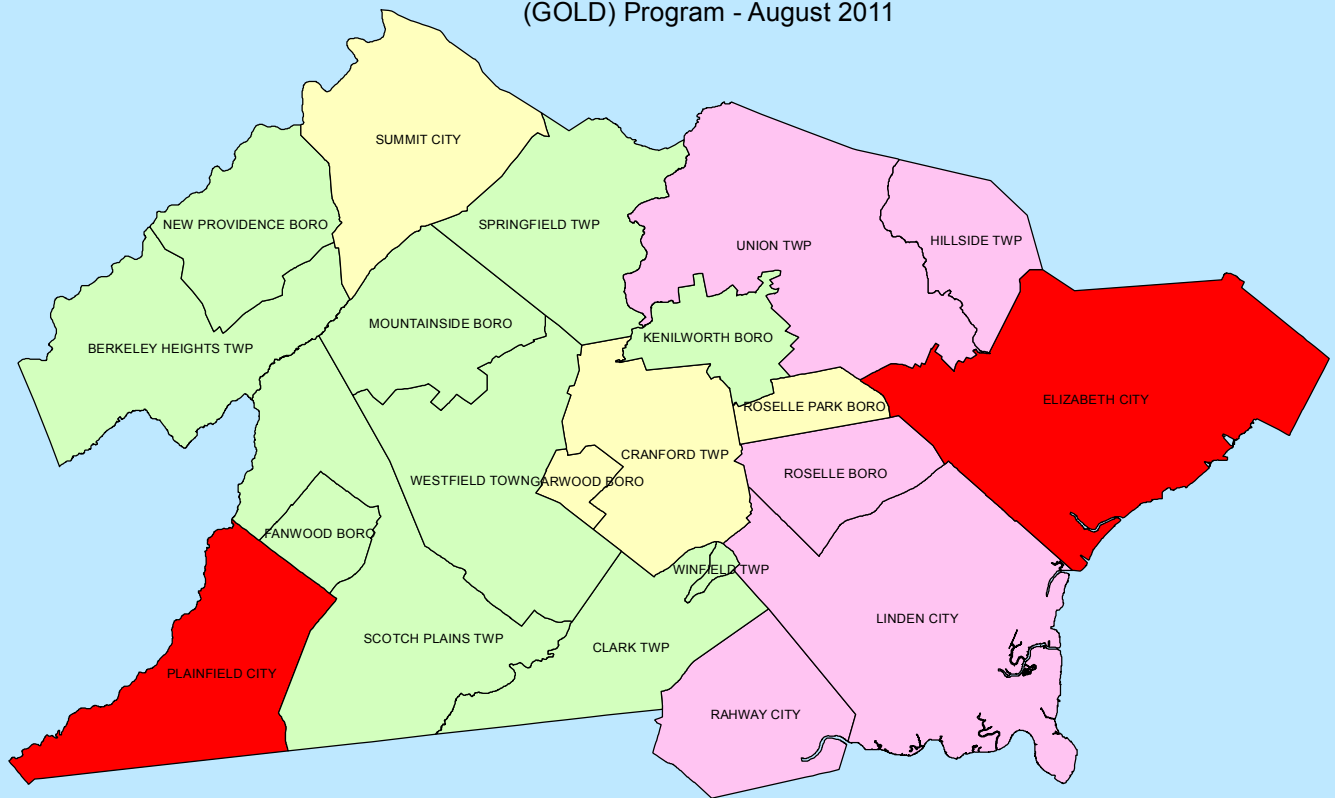 (GOLD) Program - August 2011
SUMMIT CITY
NEW PROVIDENCE BORO
SPRINGFIELD TWP
UNION TWP
HILLSIDE TWP
MOUNTAINSIDE BORO
KENILWORTH BORO
BERKELEY HEIGHTS TWP
ELIZABETH CITY
ROSELLE PARK BORO
CRANFORD TWP
ROSELLE BORO
WESTFIELD TOWN
GARWOOD BORO
FANWOOD BORO
WINFIELD TWP
LINDEN CITY
SCOTCH PLAINS TWP
CLARK TWP
PLAINFIELD CITY
RAHWAY CITY